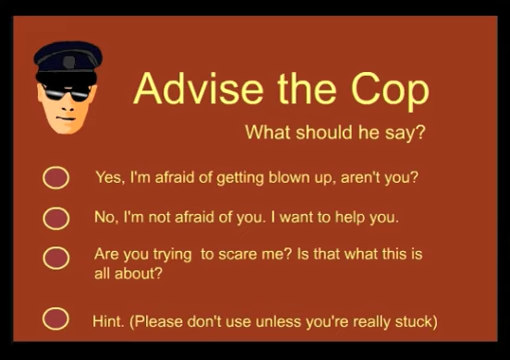 Advise the Cop
What should he say?
Yes, I'm afraid of getting blown up, aren't you?
No, I'm not afraid of you. I want to help you.
Are you trying  to scare me? Is that what this is
all about?
Hint. (Please don't use unless you're really stuck)